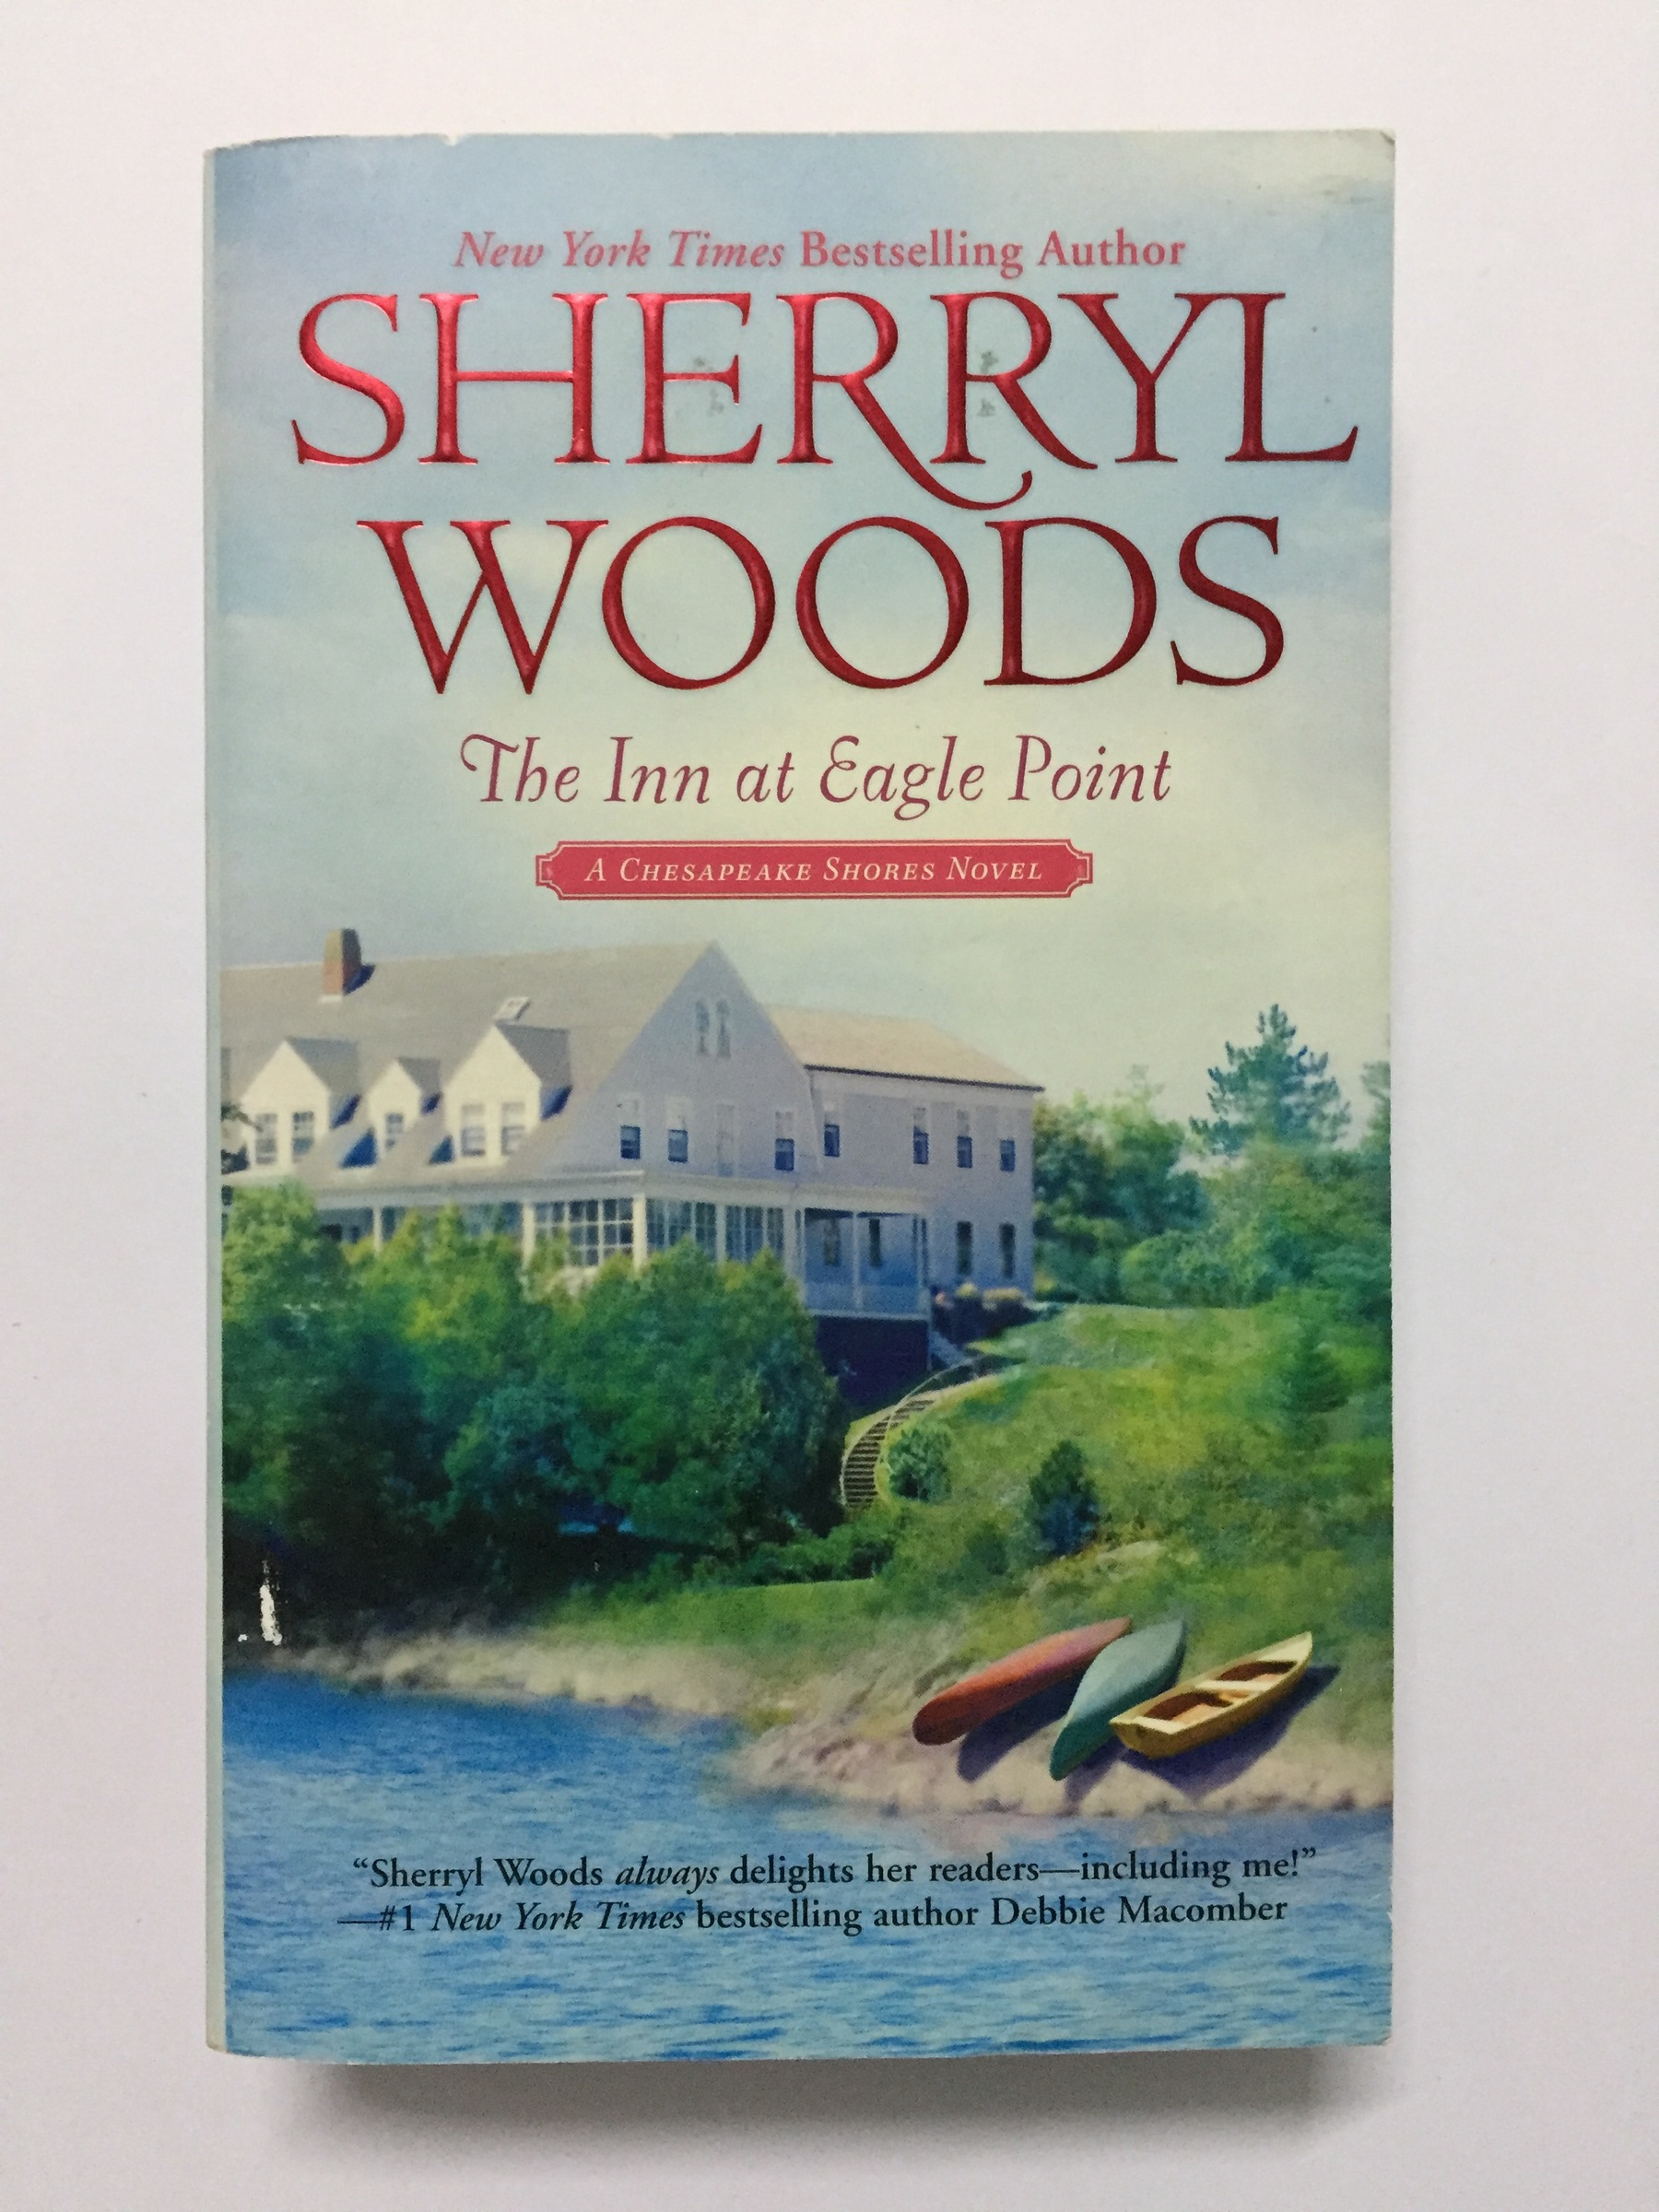 New York Times Bestselling Author
SHERRYL
WOODS
The Inn at Eagle Point
A CHESAPEAKE SHORES NOVEL
“Sherryl Woods always delights her readers—including me!”
—#1 New York Times bestselling author Debbie Macomber